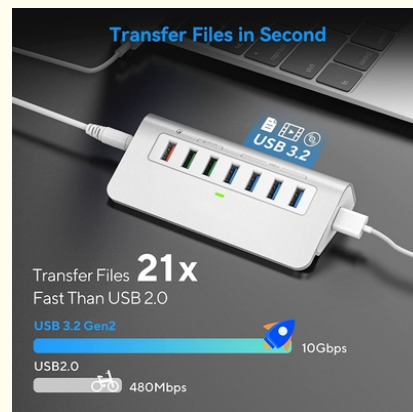 Transfer Files in Second
USB 3.2
Transfer Files 21x
Fast Than USB 2.0
USB 3.2 Gen2
10Gbps
USB2.0
480Mbps